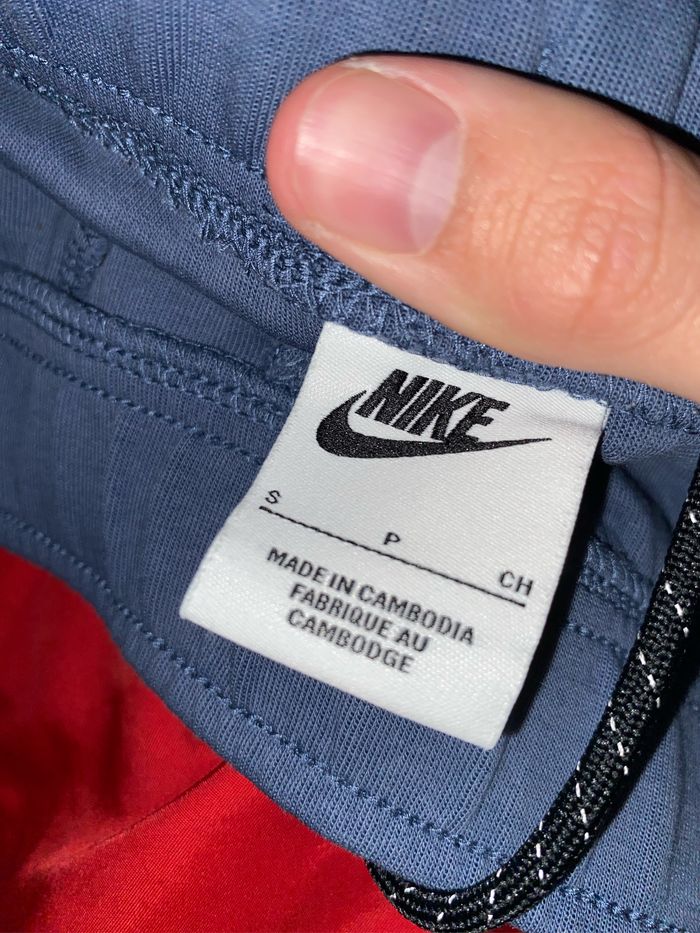 NIKE
S P CH
MADE IN CAMBODIA
FABRIQUE AU
CAMBODGE